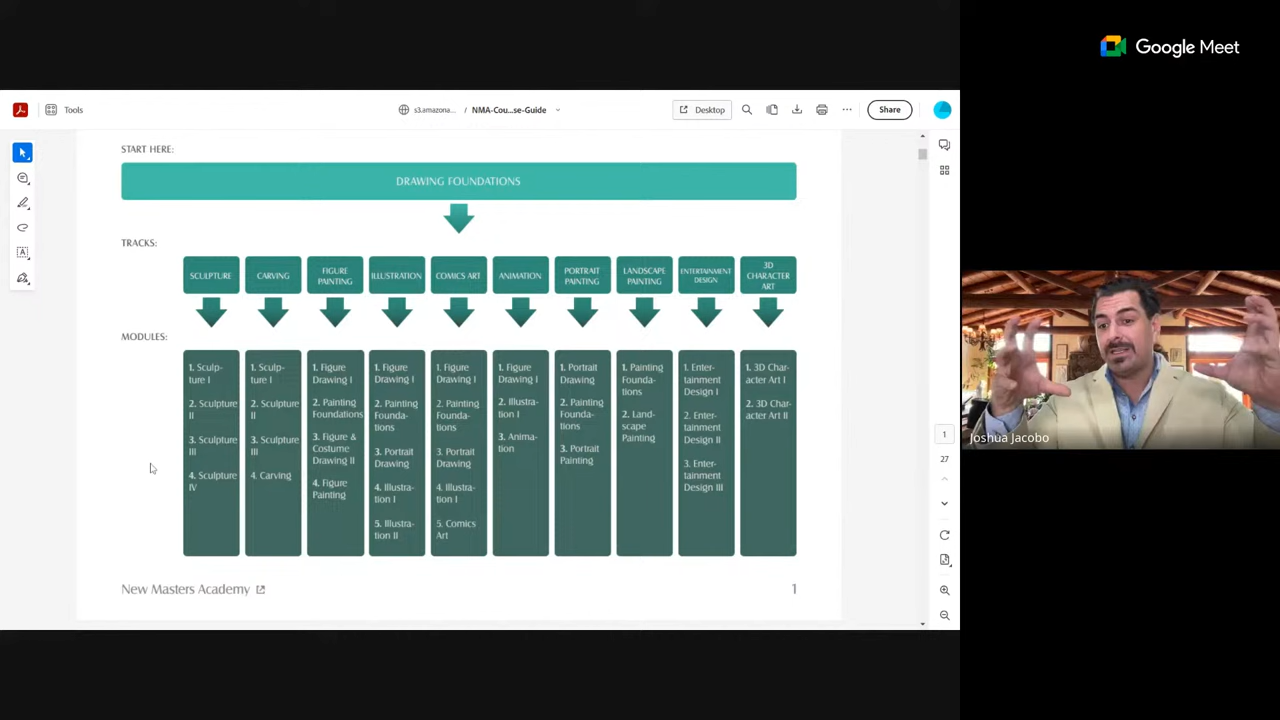 Google Meet
Tools
s3.amazona... / NMA-Cou...se-Guide
Desktop
Share
START HERE:
DRAWING FOUNDATIONS
TRACKS:
SCULPTURE
CARVING
FIGURE
PAINTING
ILLUSTRATION
COMICS ART
ANIMATION
PORTRAIT
PAINTING
LANDSCAPE
PAINTING
ENTERTAINMENT
DESIGN
3D
CHARACTER
ART
MODULES:
1. Sculp-
ture I
2. Sculpture
II
3. Sculpture
III
4. Sculpture
IV
1. Sculp-
ture I
2. Sculpture
II
3. Sculpture
III
4. Carving
1. Figure
Drawing I
2. Painting
Foundations
3. Figure &
Costume
Drawing II
4. Figure
Painting
1. Figure
Drawing I
2. Painting
Founda-
tions
3. Portrait
Drawing
4. Illustra-
tion I
5. Illustra-
tion II
1. Figure
Drawing I
2. Painting
Founda-
tions
3. Portrait
Drawing
4. Illustra-
tion I
5. Comics
Art
1. Figure
Drawing I
2. Illustra-
tion I
3. Anima-
tion
1. Portrait
Drawing
2. Painting
Founda-
tions
3. Portrait
Painting
1. Painting
Founda-
tions
2. Land-
scape
Painting
1. Enter-
tainment
Design I
2. Enter-
tainment
Design II
3. Enter-
tainment
Design III
1. 3D Char-
acter Art I
2. 3D Char-
acter Art II
New Masters Academy
1
1
27
Joshua Jacobo